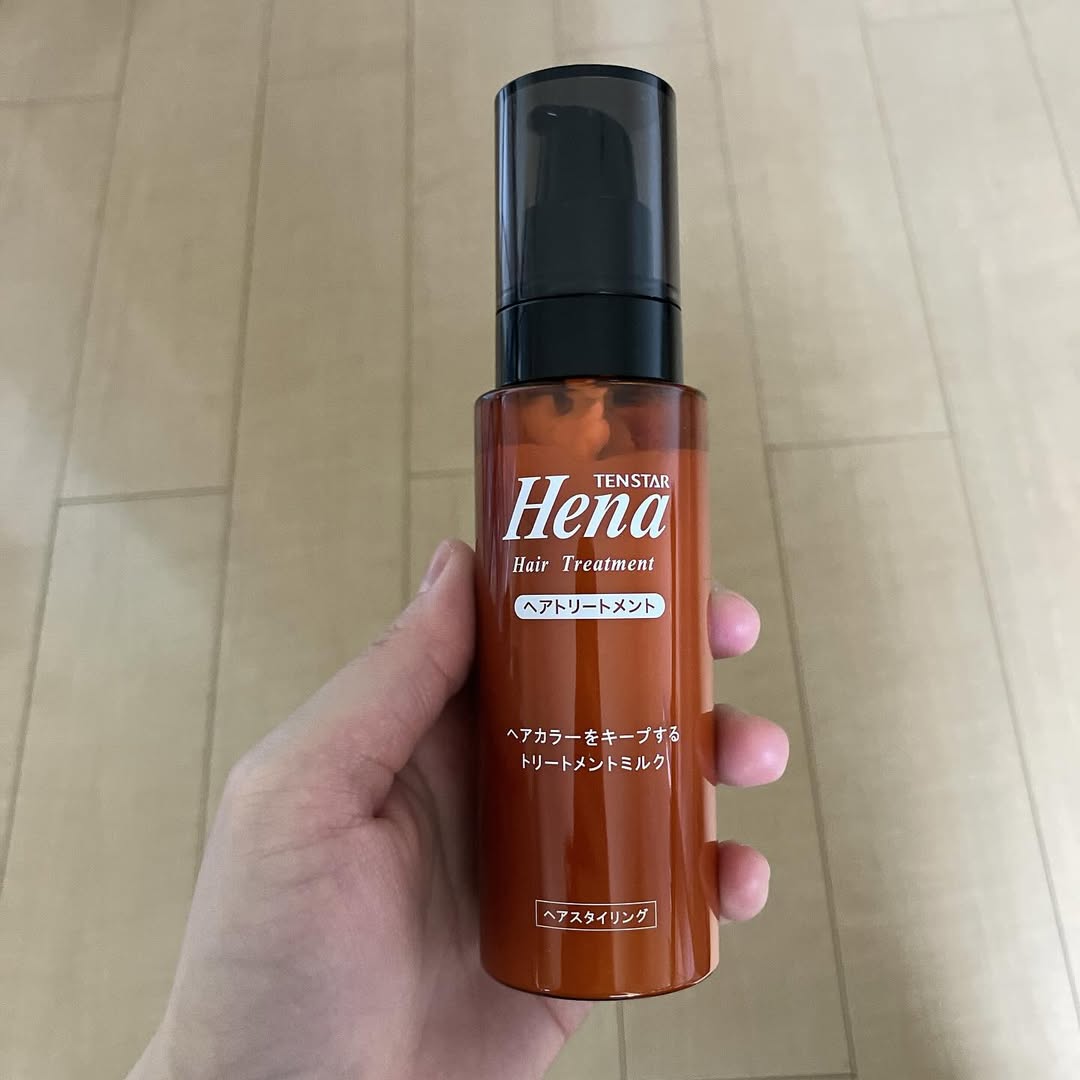 TENSTAR
Hena
Hair Treatment
ヘアトリートメント
ヘアカラーをキープする
トリートメントミルク
ヘアスタイリング